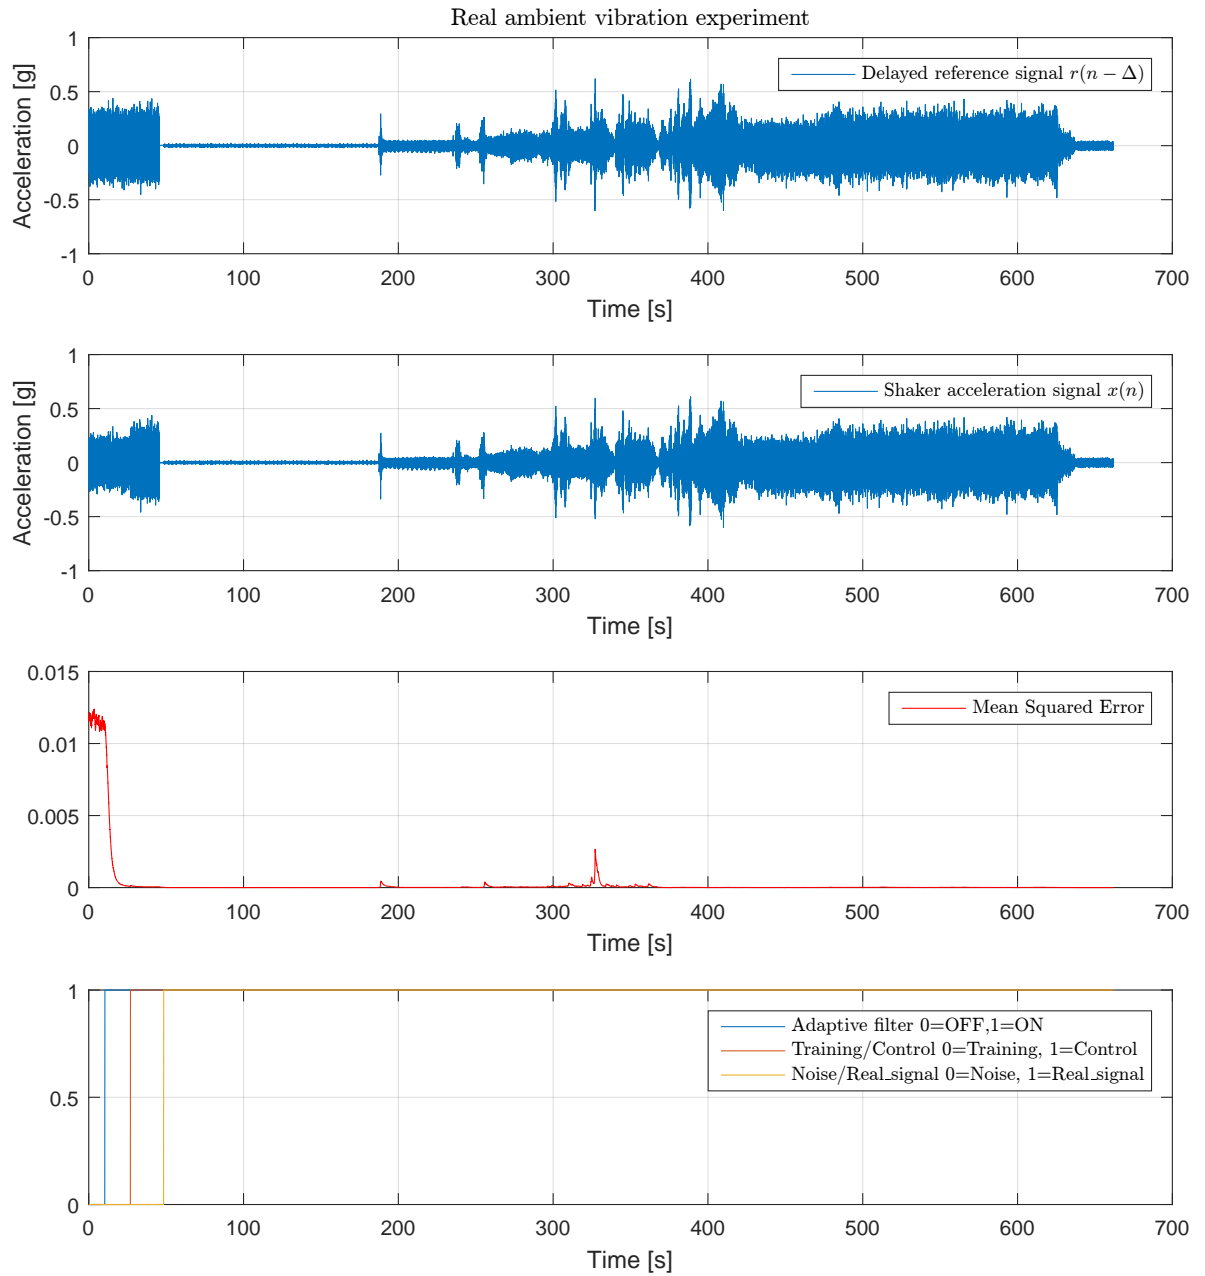 Real ambient vibration experiment
1
0.5
0
-0.5
-1
Acceleration [g]
Delayed reference signal r(n − Δ)
0 100 200 300 400 500 600 700
Time [s]
1
0.5
0
-0.5
-1
Acceleration [g]
Shaker acceleration signal x(n)
0 100 200 300 400 500 600 700
Time [s]
0.015
0.01
0.005
0
Mean Squared Error
0 100 200 300 400 500 600 700
Time [s]
1
0.5
0
Adaptive filter 0=OFF,1=ON
Training/Control 0=Training, 1=Control
Noise/Real_signal 0=Noise, 1=Real_signal
0 100 200 300 400 500 600 700
Time [s]